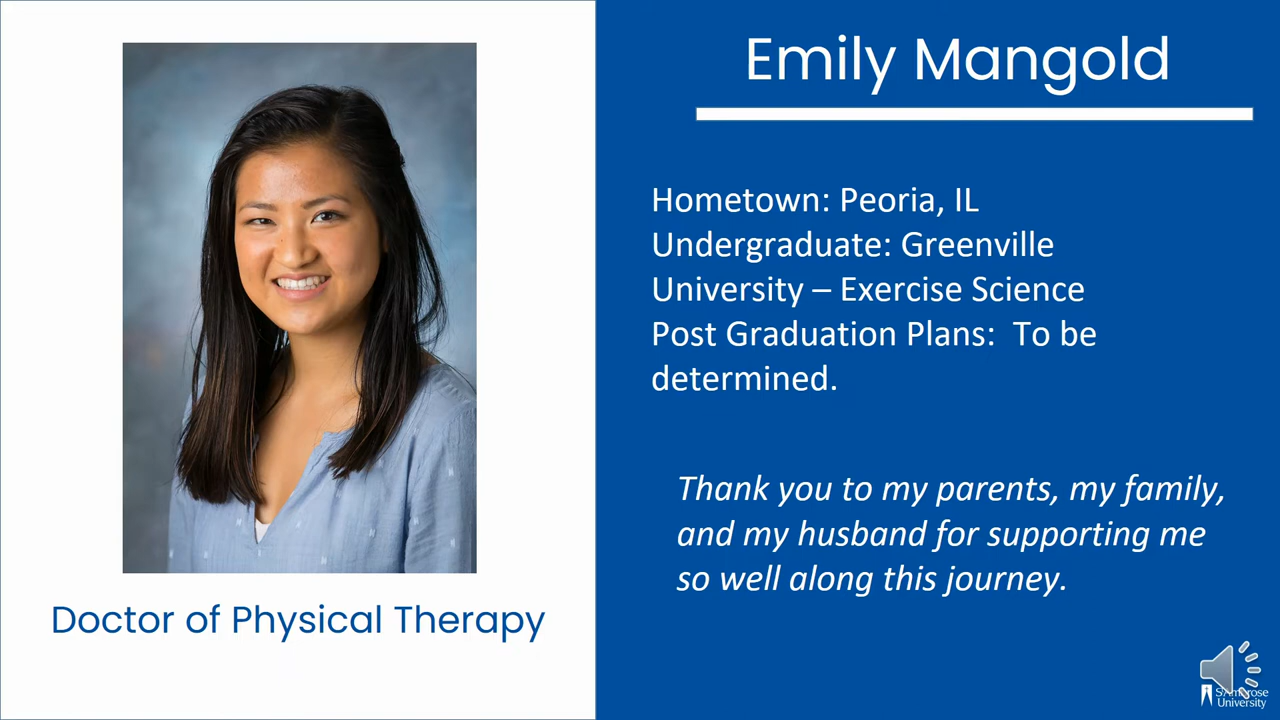 Emily Mangold
Hometown: Peoria, IL
Undergraduate: Greenville
University – Exercise Science
Post Graduation Plans:  To be
determined.
Thank you to my parents, my family,
and my husband for supporting me
so well along this journey.
Doctor of Physical Therapy
University